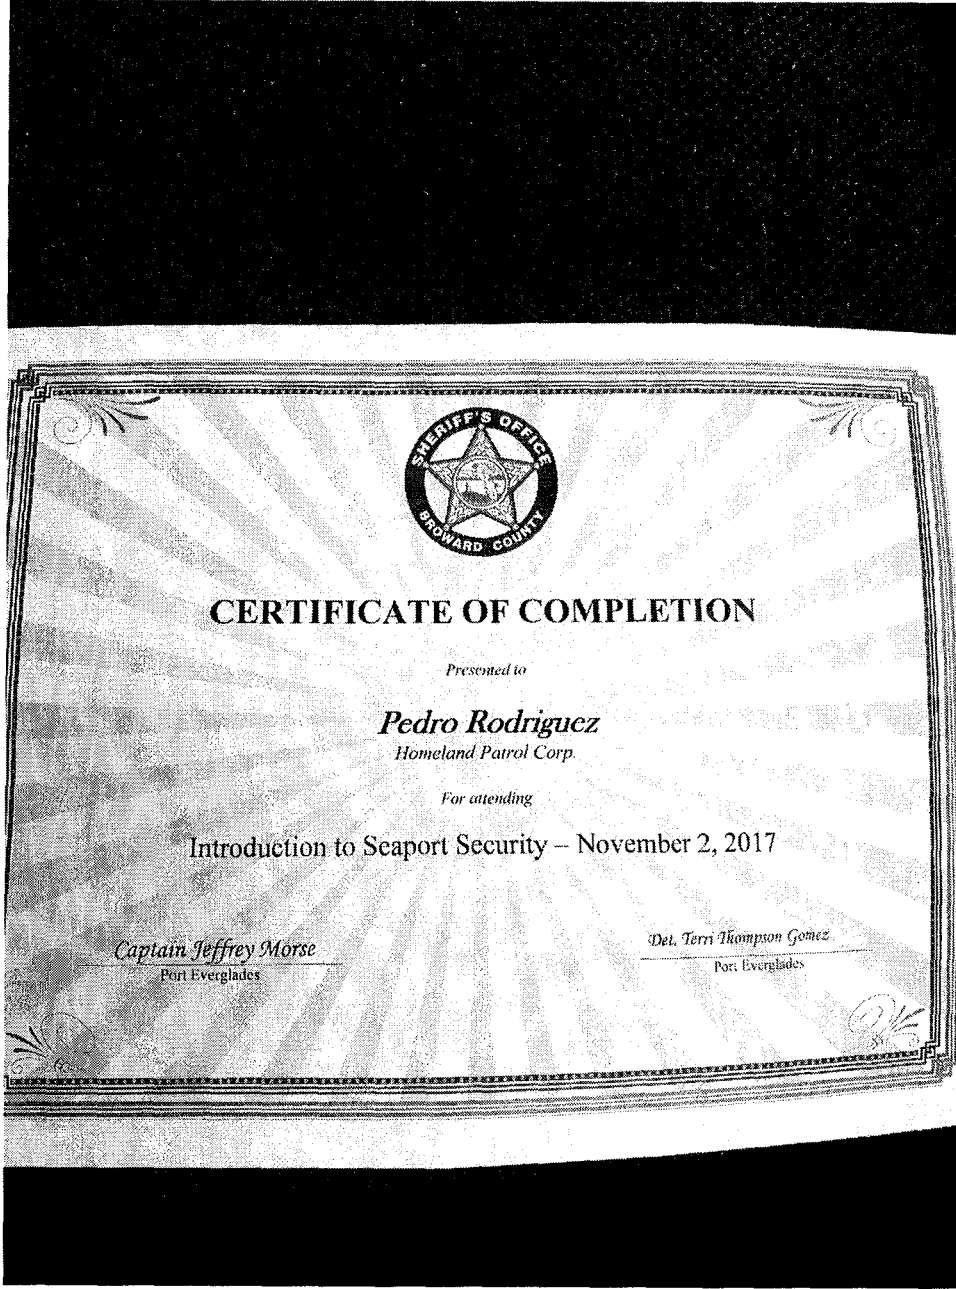 SHERIFF'S OFFICE
BROWARD COUNTY
CERTIFICATE OF COMPLETION
Presented to
Pedro Rodriguez
Homeland Patrol Corp.
For attending
Introduction to Seaport Security – November 2, 2017
Captain Jeffrey Morse
Port Everglades
Det. Terri Thompson Gomez
Port Everglades